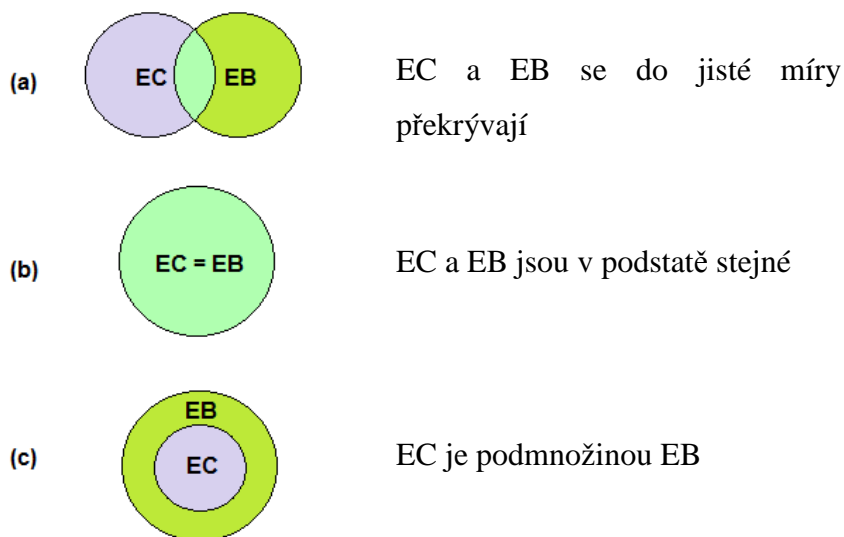 (a)
EC
EB
EC a EB se do jisté míry
překrývají
(b)
EC = EB
EC a EB jsou v podstatě stejné
(c)
EB
EC
EC je podmnožinou EB